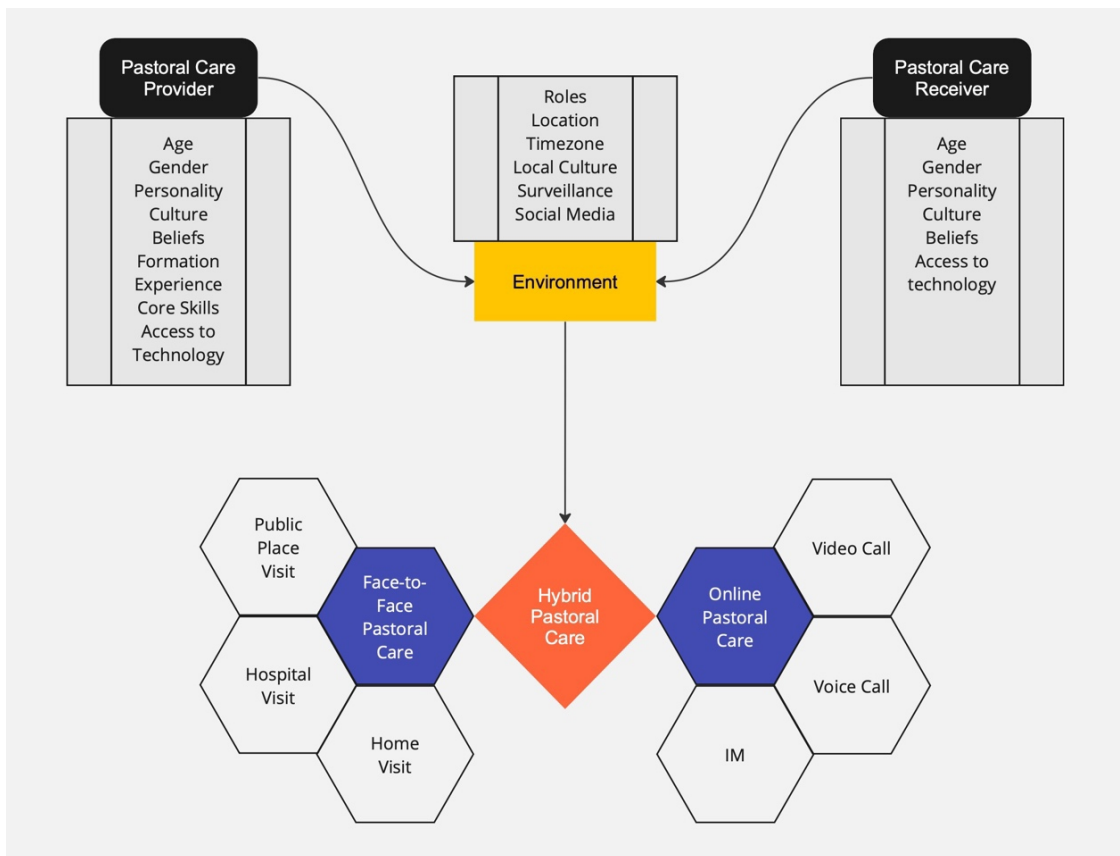 Pastoral Care
Provider
Age
Gender
Personality
Culture
Beliefs
Formation
Experience
Core Skills
Access to
Technology
Roles
Location
Timezone
Local Culture
Surveillance
Social Media
Environment
Pastoral Care
Receiver
Age
Gender
Personality
Culture
Beliefs
Access to
technology
Public
Place
Visit
Face-to-
Face
Pastoral
Care
Hospital
Visit
Home
Visit
Hybrid
Pastoral
Care
Online
Pastoral
Care
Video Call
Voice Call
IM